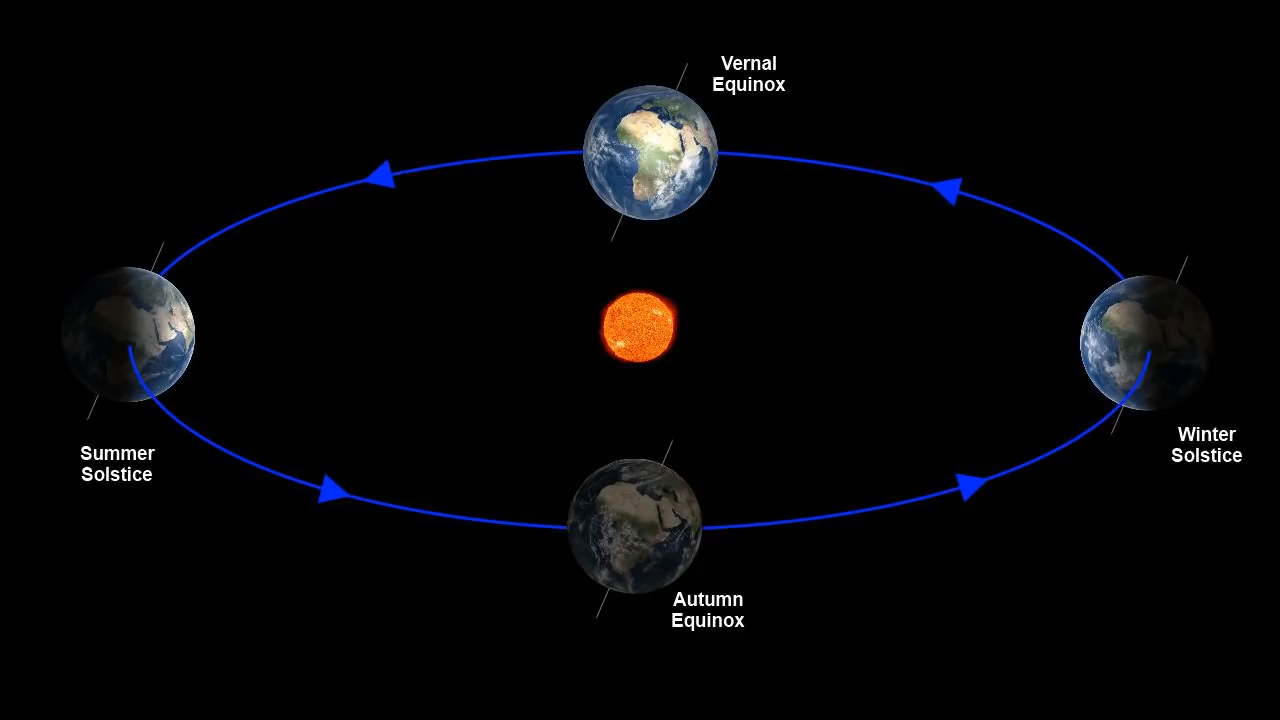 Vernal
Equinox
Summer
Solstice
Winter
Solstice
Autumn
Equinox